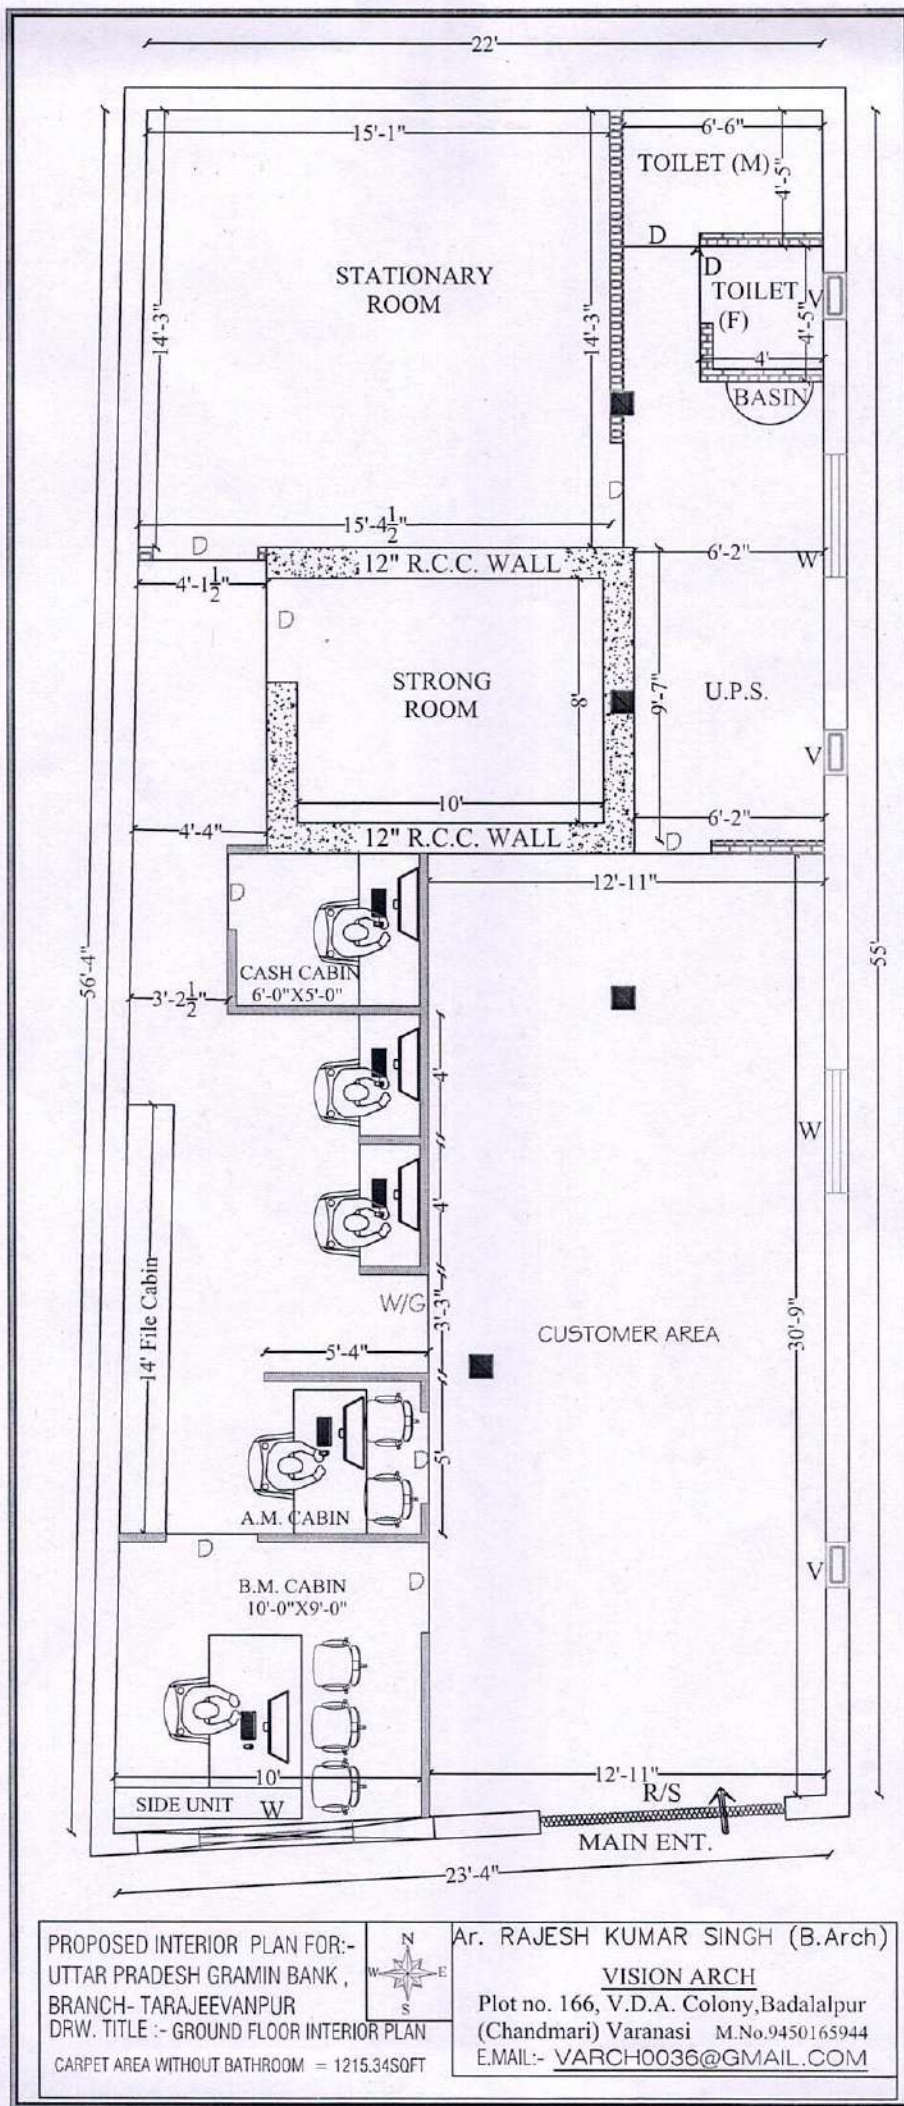 22'
15'-1"
6'-6"
TOILET (M)
4'-5"
D
D
STATIONARY
ROOM
TOILET
(F)
V
14'-3"
14'-3"
4'-5"
4'
BASIN
D
15'-4 1/2"
D
12" R.C.C. WALL
6'-2"
W
4'-1 1/2"
D
STRONG
ROOM
8'
9'-7"
U.P.S.
V
10'
4'-4"
12" R.C.C. WALL
6'-2"
D
12'-11"
D
56'-4"
55'
CASH CABIN
6'-0"X5'-0"
3'-2 1/2"
4'
W
4'
14' File Cabin
W/G
3'-3"
CUSTOMER AREA
30'-9"
5'-4"
5'
D
A.M. CABIN
D
B.M. CABIN
10'-0"X9'-0"
D
V
10'
12'-11"
SIDE UNIT
W
R/S
MAIN ENT.
23'-4"
PROPOSED INTERIOR PLAN FOR:-
UTTAR PRADESH GRAMIN BANK ,
BRANCH- TARAJEEVANPUR
DRW. TITLE :- GROUND FLOOR INTERIOR PLAN
CARPET AREA WITHOUT BATHROOM = 1215.34SQFT
N
W E
S
Ar. RAJESH KUMAR SINGH (B.Arch)
VISION ARCH
Plot no. 166, V.D.A. Colony,Badalalpur
(Chandmari) Varanasi M.No.9450165944
E.MAIL:- VARCH0036@GMAIL.COM